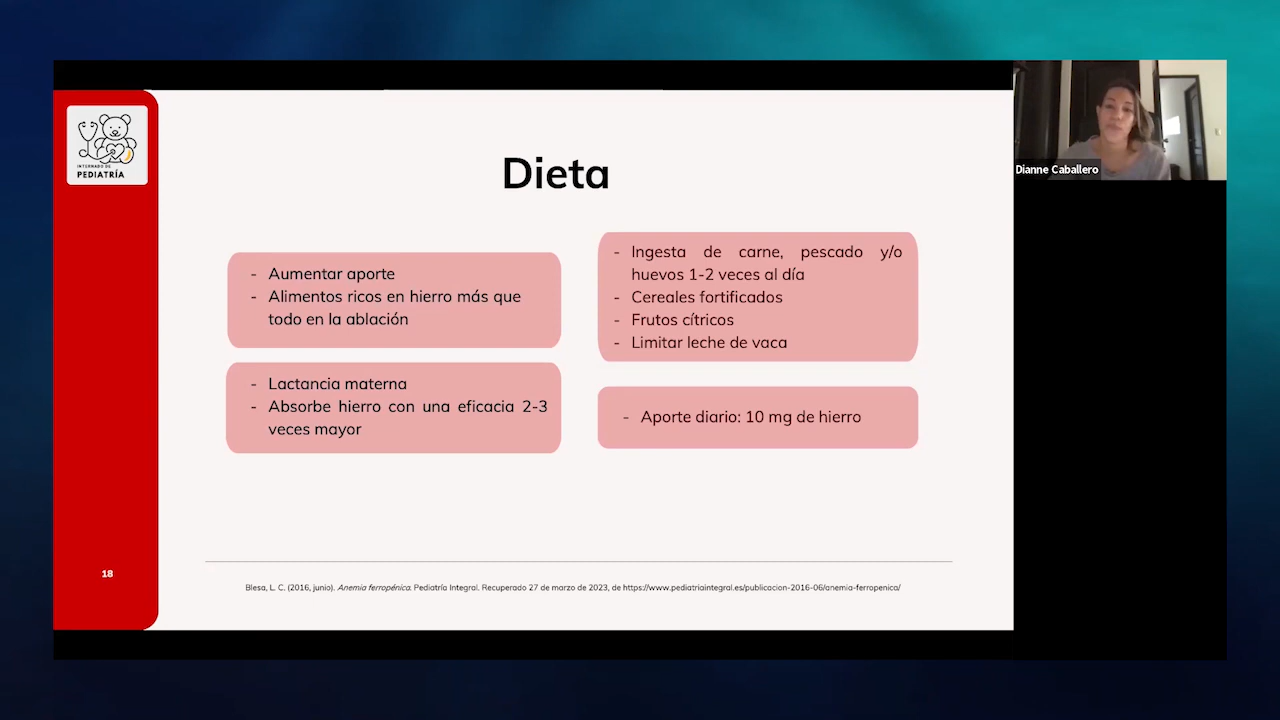 INTERNADO DE
PEDIATRÍA
Dieta
- Aumentar aporte
- Alimentos ricos en hierro más que
todo en la ablación
- Lactancia materna
- Absorbe hierro con una eficacia 2-3
veces mayor
- Ingesta de carne, pescado y/o
huevos 1-2 veces al día
- Cereales fortificados
- Frutos cítricos
- Limitar leche de vaca
- Aporte diario: 10 mg de hierro
18
Blesa, L. C. (2016, junio). Anemia ferropénica. Pediatría Integral. Recuperado 27 de marzo de 2023, de https://www.pediatriaintegral.es/publicacion-2016-06/anemia-ferropenica/
Dianne Caballero